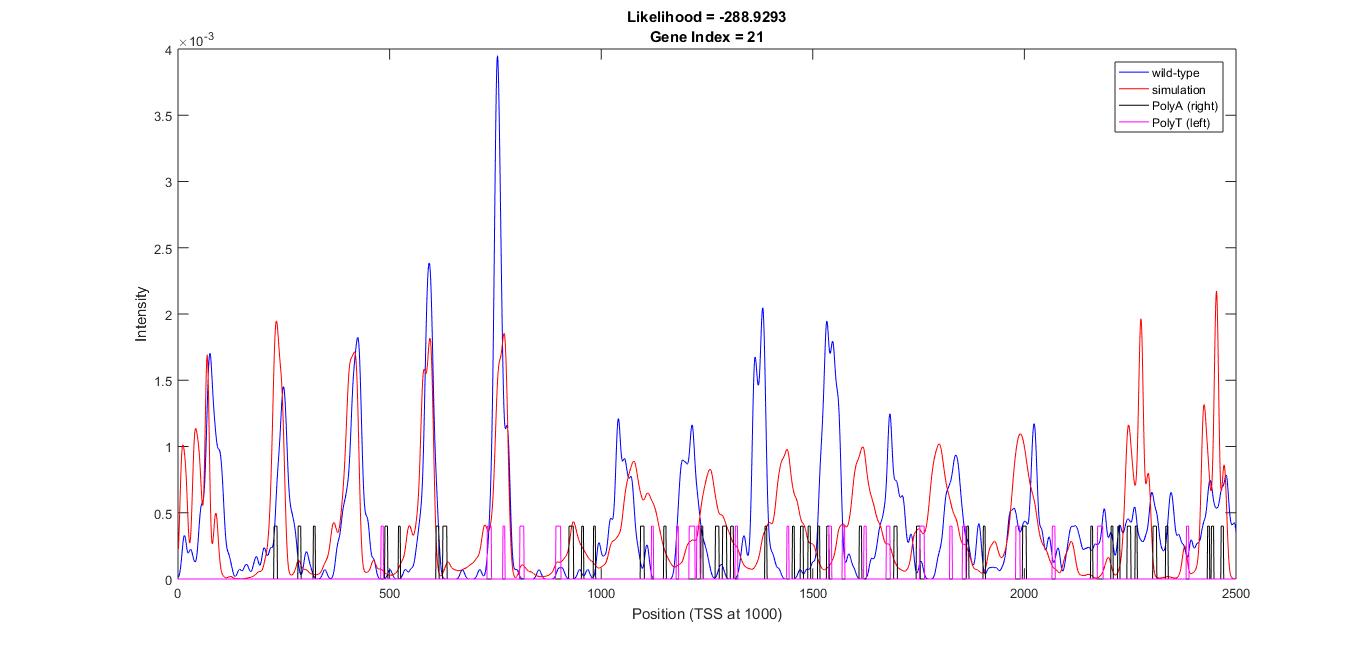 Likelihood = -288.9293
Gene Index = 21
×10⁻³
4
3.5
3
2.5
2
1.5
1
0.5
0
Intensity
wild-type
simulation
PolyA (right)
PolyT (left)
0 500 1000 1500 2000 2500
Position (TSS at 1000)